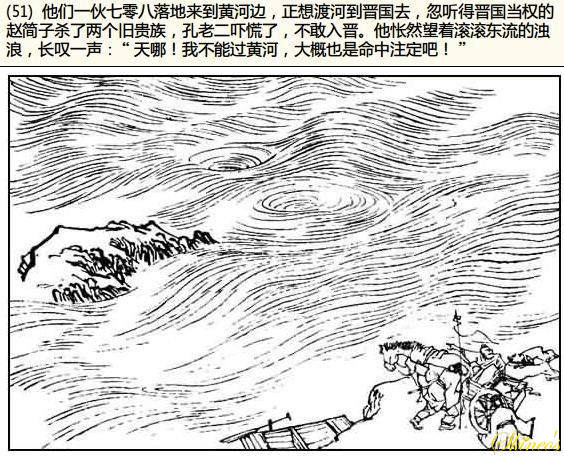 (51) 他们一伙七零八落地来到黄河边，正想渡河到晋国去，忽听得晋国当权的
赵简子杀了两个旧贵族，孔老二吓慌了，不敢入晋。他怅然望着滚滚东流的浊
浪，长叹一声：“天哪！我不能过黄河，大概也是命中注定吧！”